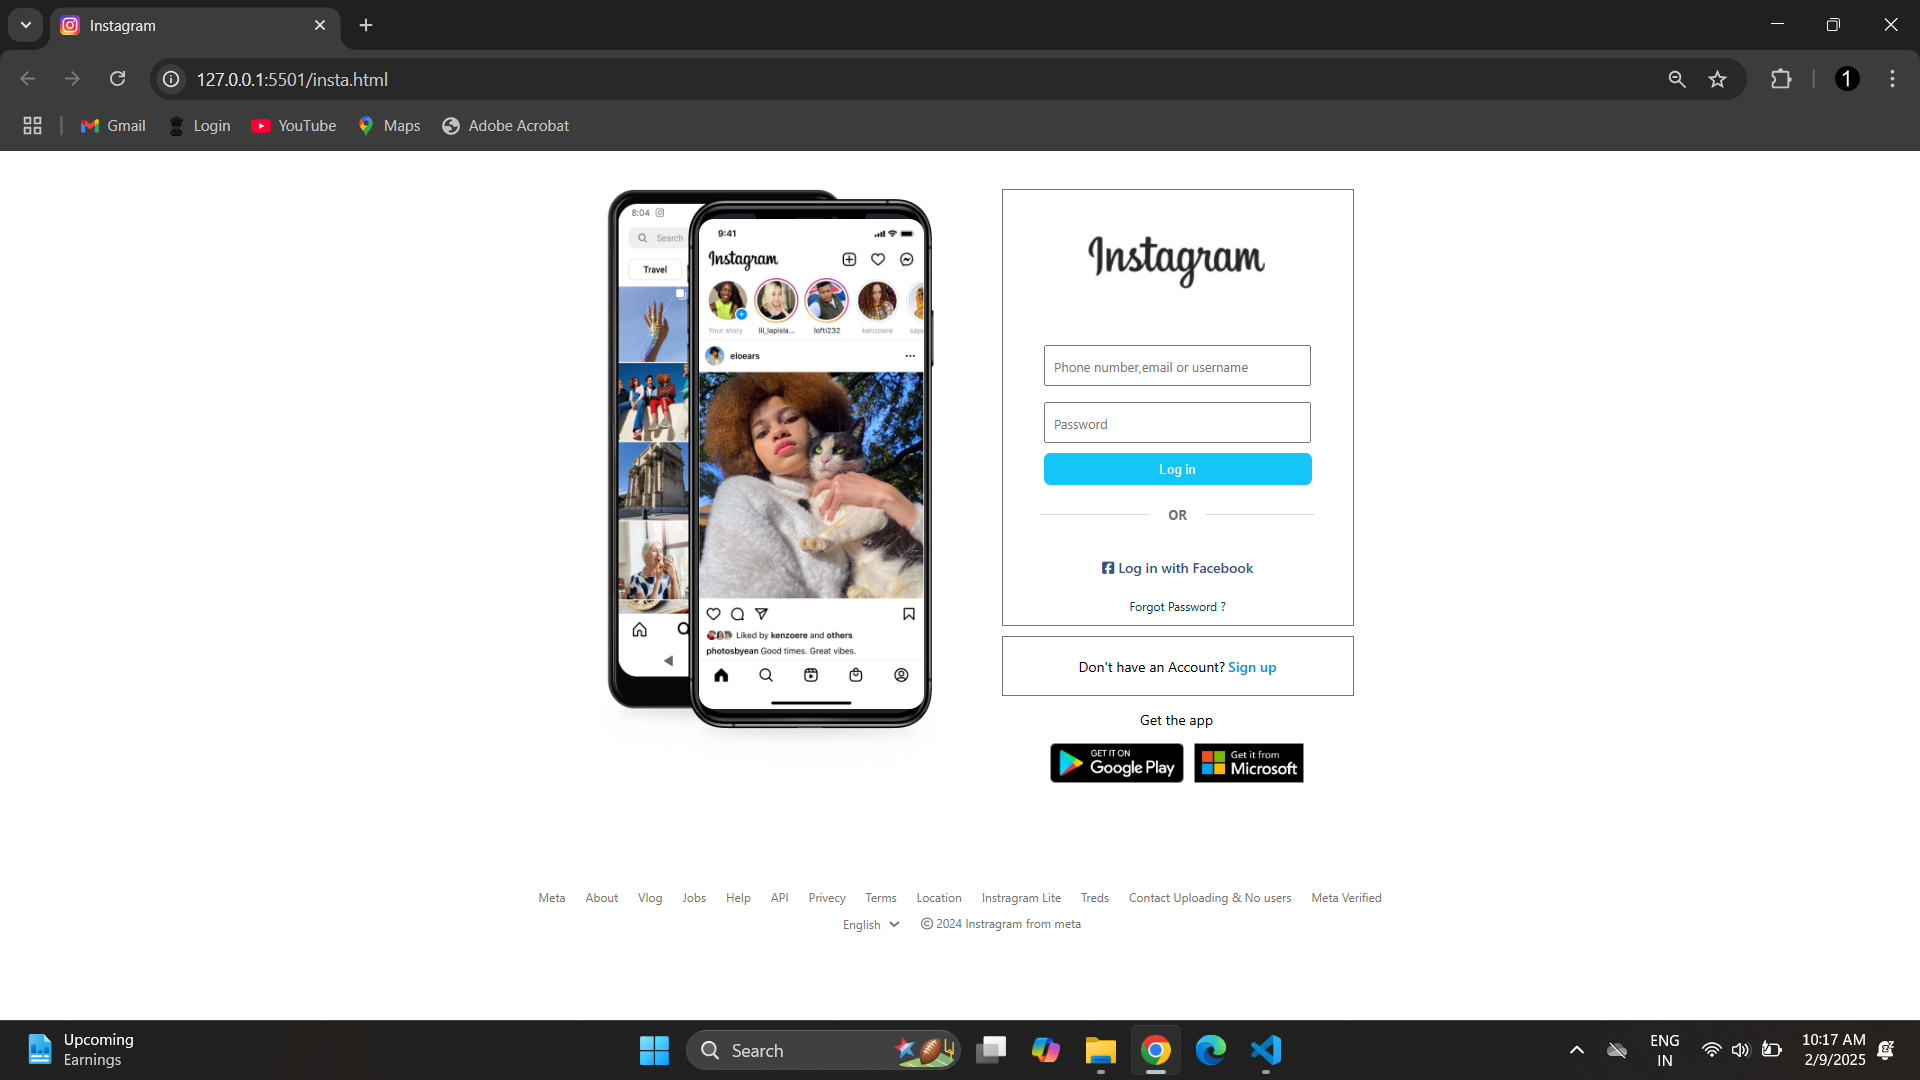 Instagram
127.0.0.1:5501/insta.html
1
Gmail Login YouTube Maps Adobe Acrobat
8:04
Search
Travel
9:41
Instagram
Your story lil_lapisla... lofti232 kenzoere sap
eloears
Liked by kenzoere and others
photosbyean Good times. Great vibes.
Instagram
Phone number,email or username
Password
Log in
OR
Log in with Facebook
Forgot Password ?
Don't have an Account? Sign up
Get the app
GET IT ON
Google Play
Get it from
Microsoft
Meta About Vlog Jobs Help API Privecy Terms Location Instragram Lite Treds Contact Uploading & No users Meta Verified
English © 2024 Instragram from meta
Upcoming
Earnings
Search
ENG
IN
10:17 AM
2/9/2025